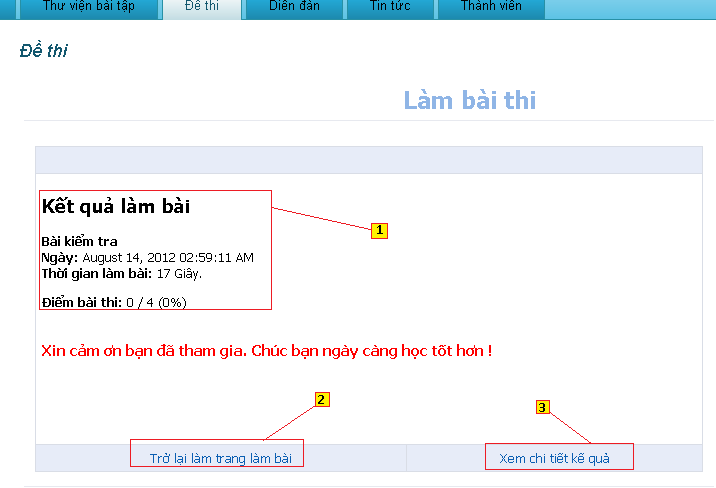 Thư viện bài tập Đề thi Diễn đàn Tin tức Thành viên
Đề thi
Làm bài thi
Kết quả làm bài
1
Bài kiểm tra
Ngày: August 14, 2012 02:59:11 AM
Thời gian làm bài: 17 Giây.
Điểm bài thi: 0 / 4 (0%)
Xin cảm ơn bạn đã tham gia. Chúc bạn ngày càng học tốt hơn !
2
3
Trở lại làm trang làm bài
Xem chi tiết kế quả